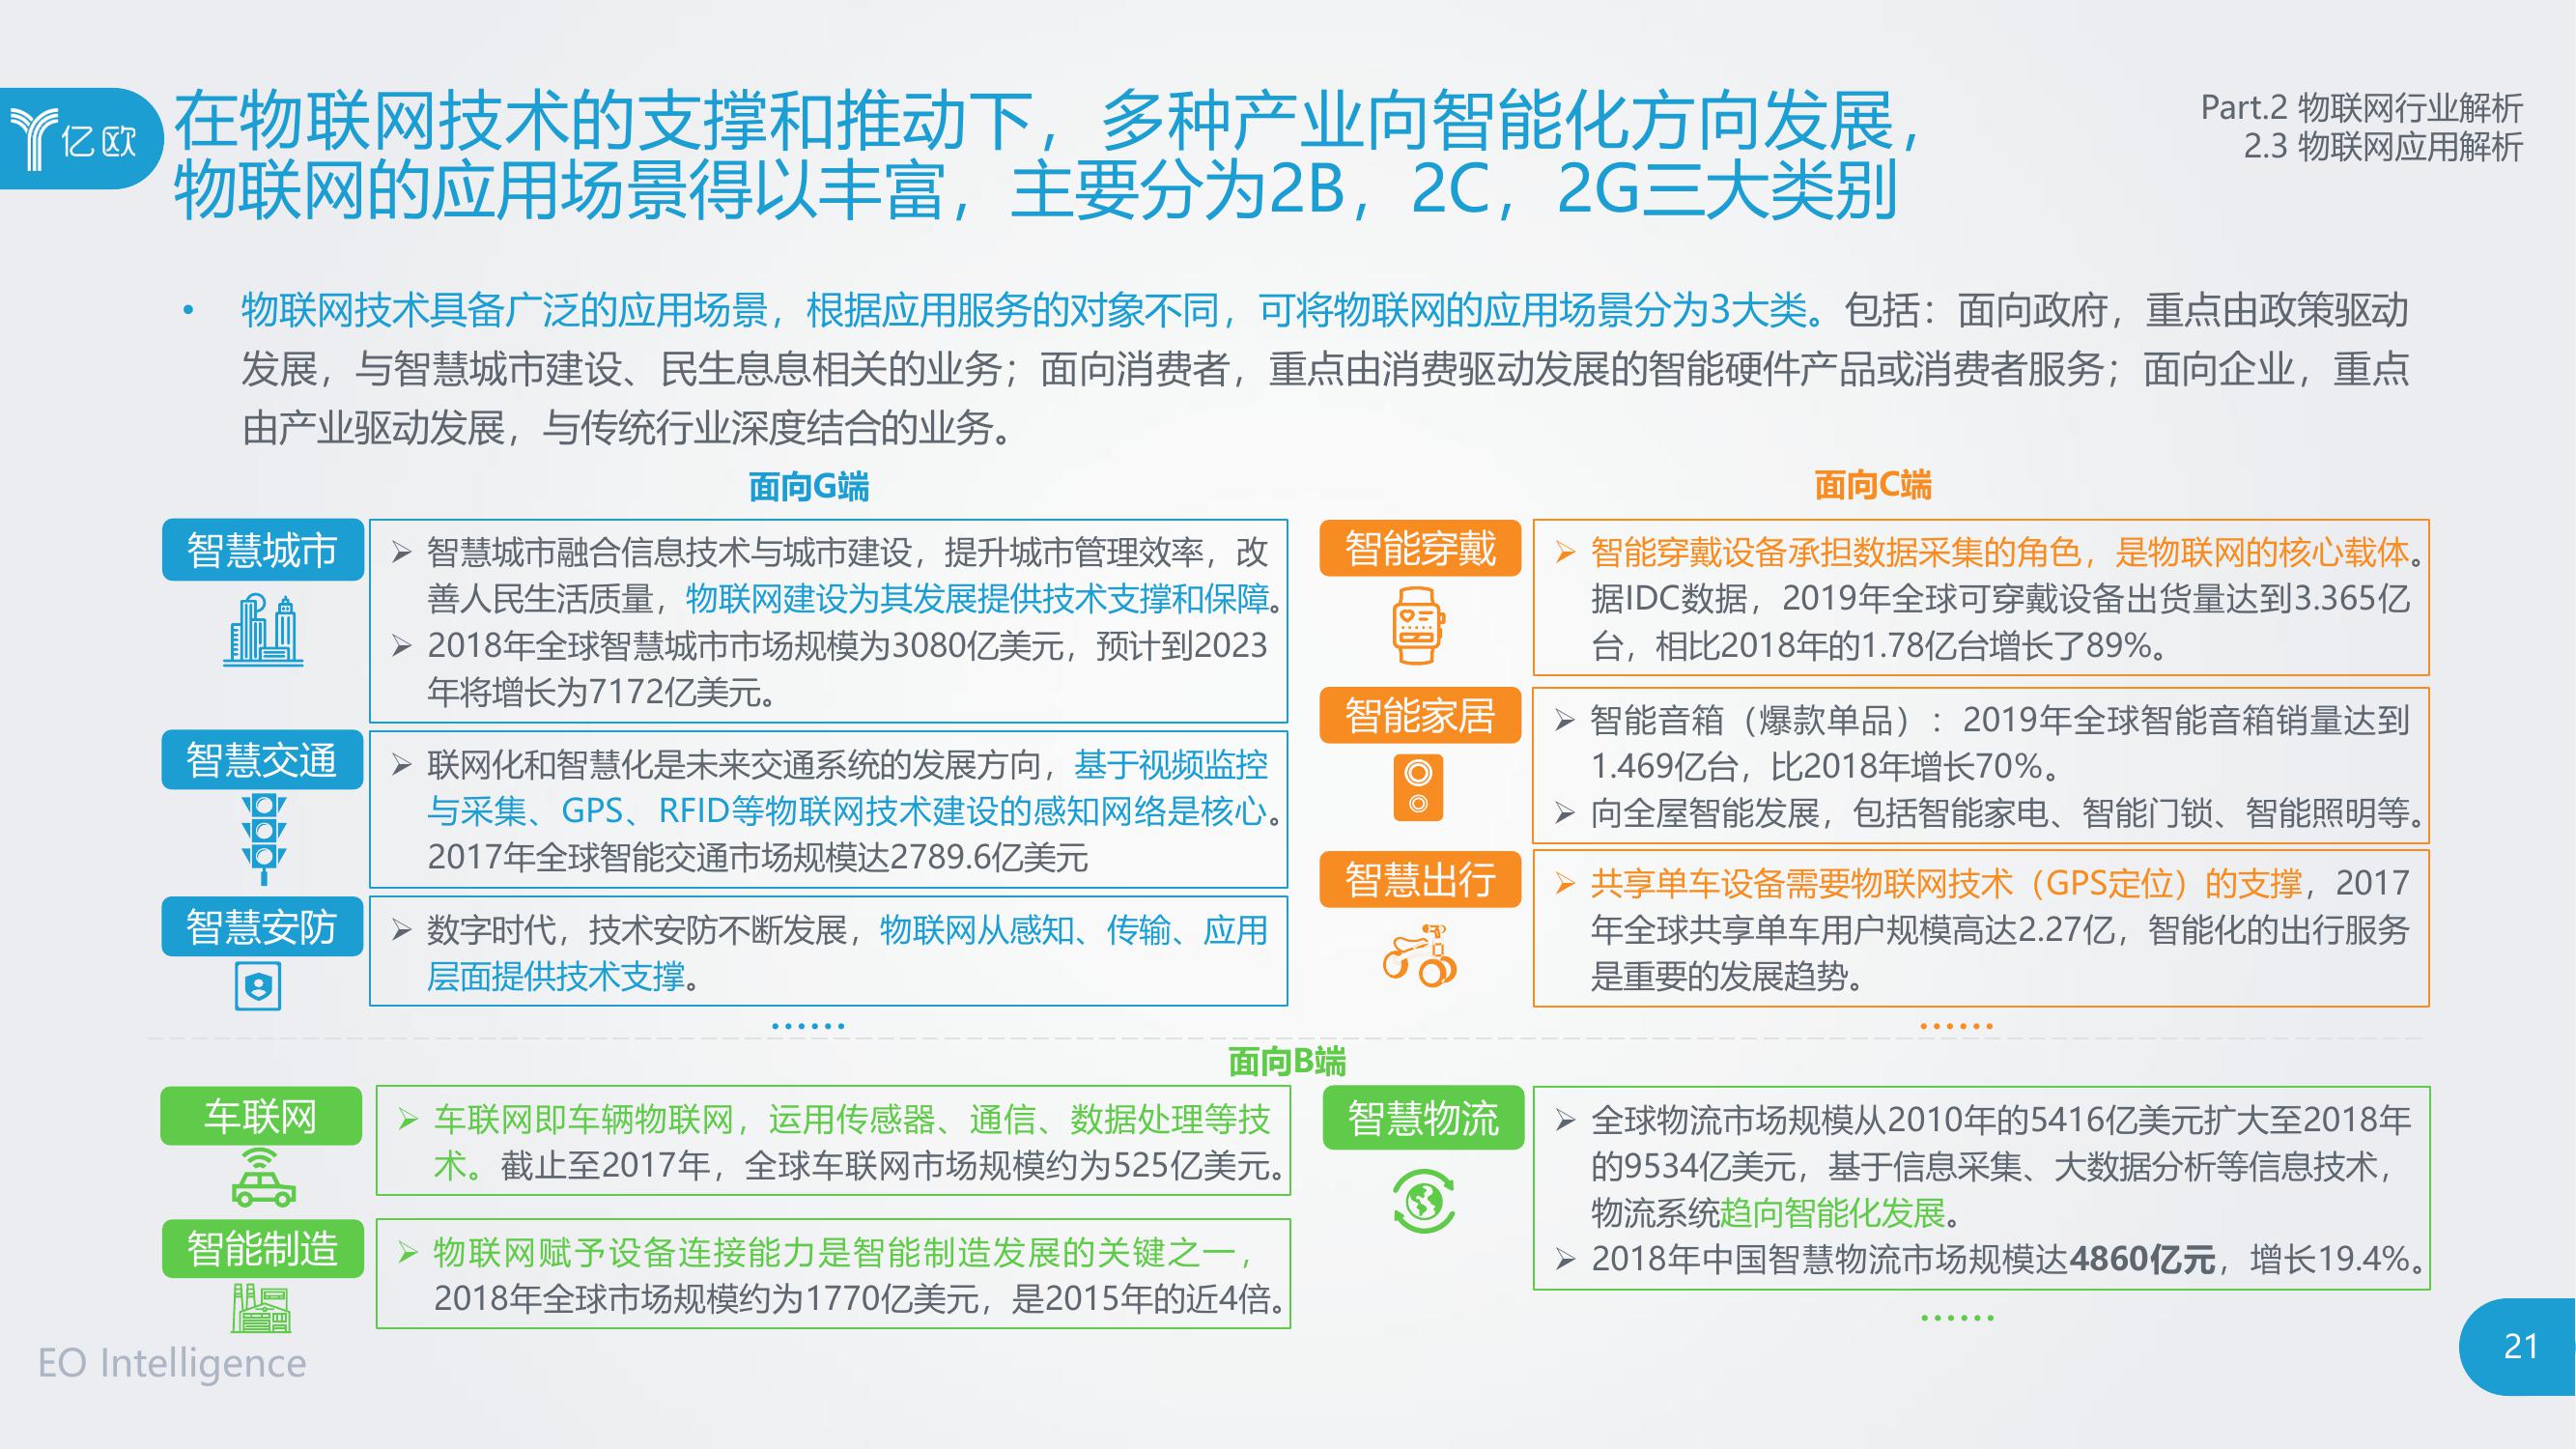 亿欧
在物联网技术的支撑和推动下，多种产业向智能化方向发展，
物联网的应用场景得以丰富，主要分为2B，2C，2G三大类别
Part.2 物联网行业解析
2.3 物联网应用解析
• 物联网技术具备广泛的应用场景，根据应用服务的对象不同，可将物联网的应用场景分为3大类。包括：面向政府，重点由政策驱动
发展，与智慧城市建设、民生息息相关的业务；面向消费者，重点由消费驱动发展的智能硬件产品或消费者服务；面向企业，重点
由产业驱动发展，与传统行业深度结合的业务。
面向G端
智慧城市
➢ 智慧城市融合信息技术与城市建设，提升城市管理效率，改
善人民生活质量，物联网建设为其发展提供技术支撑和保障。
➢ 2018年全球智慧城市市场规模为3080亿美元，预计到2023
年将增长为7172亿美元。
智慧交通
➢ 联网化和智慧化是未来交通系统的发展方向，基于视频监控
与采集、GPS、RFID等物联网技术建设的感知网络是核心。
2017年全球智能交通市场规模达2789.6亿美元
智慧安防
➢ 数字时代，技术安防不断发展，物联网从感知、传输、应用
层面提供技术支撑。
......
面向C端
智能穿戴
➢ 智能穿戴设备承担数据采集的角色，是物联网的核心载体。
据IDC数据，2019年全球可穿戴设备出货量达到3.365亿
台，相比2018年的1.78亿台增长了89%。
智能家居
➢ 智能音箱（爆款单品）：2019年全球智能音箱销量达到
1.469亿台，比2018年增长70%。
➢ 向全屋智能发展，包括智能家电、智能门锁、智能照明等。
智慧出行
➢ 共享单车设备需要物联网技术（GPS定位）的支撑，2017
年全球共享单车用户规模高达2.27亿，智能化的出行服务
是重要的发展趋势。
......
面向B端
车联网
➢ 车联网即车辆物联网，运用传感器、通信、数据处理等技
术。截止至2017年，全球车联网市场规模约为525亿美元。
智能制造
➢ 物联网赋予设备连接能力是智能制造发展的关键之一，
2018年全球市场规模约为1770亿美元，是2015年的近4倍。
智慧物流
➢ 全球物流市场规模从2010年的5416亿美元扩大至2018年
的9534亿美元，基于信息采集、大数据分析等信息技术，
物流系统趋向智能化发展。
➢ 2018年中国智慧物流市场规模达4860亿元，增长19.4%。
......
EO Intelligence
21